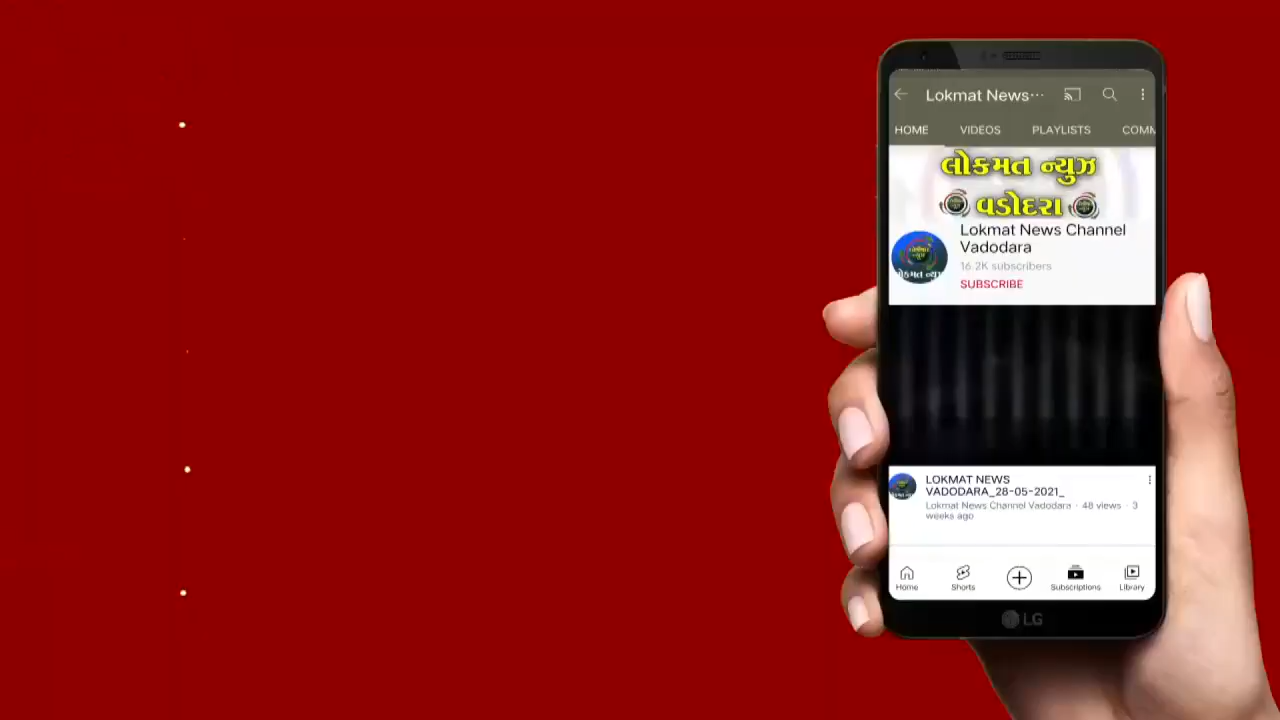 Lokmat News...
HOME VIDEOS PLAYLISTS COMM
લોકમત ન્યુઝ
વડોદરા
Lokmat News Channel
Vadodara
16.2K subscribers
SUBSCRIBE
LOKMAT NEWS
VADODARA_28-05-2021_
Lokmat News Channel Vadodara · 48 views · 3
weeks ago
Home Shorts Subscriptions Library
LG